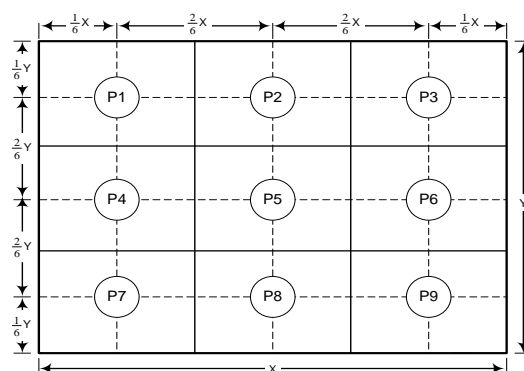 1/6 X 2/6 X 2/6 X 1/6 X
1/6 Y
P1 P2 P3
2/6 Y
P4 P5 P6
Y
2/6 Y
P7 P8 P9
1/6 Y
X